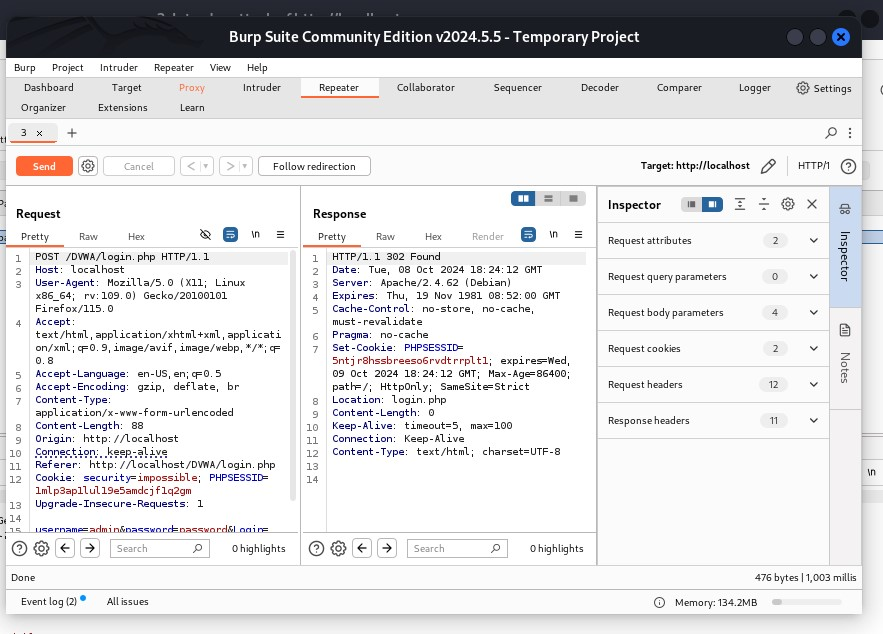 Burp Suite Community Edition v2024.5.5 - Temporary Project
Burp Project Intruder Repeater View Help
Dashboard Target Proxy Intruder Repeater Collaborator Sequencer Decoder Comparer Logger Settings
Organizer Extensions Learn
3 × +
Send Cancel < > Follow redirection Target: http://localhost HTTP/1
Request
Pretty Raw Hex \n
1 POST /DVWA/login.php HTTP/1.1
2 Host: localhost
3 User-Agent: Mozilla/5.0 (X11; Linux
x86_64; rv:109.0) Gecko/20100101
Firefox/115.0
4 Accept:
text/html,application/xhtml+xml,applicati
on/xml;q=0.9,image/avif,image/webp,*/*;q=
0.8
5 Accept-Language: en-US,en;q=0.5
6 Accept-Encoding: gzip, deflate, br
7 Content-Type:
application/x-www-form-urlencoded
8 Content-Length: 88
9 Origin: http://localhost
10 Connection: keep-alive
11 Referer: http://localhost/DVWA/login.php
12 Cookie: security=impossible; PHPSESSID=
1mlp3ap1lul19e5amdcjf1q2gm
13 Upgrade-Insecure-Requests: 1
14
15 username=admin&password=password&Login=
Search 0 highlights
Response
Pretty Raw Hex Render \n
1 HTTP/1.1 302 Found
2 Date: Tue, 08 Oct 2024 18:24:12 GMT
3 Server: Apache/2.4.62 (Debian)
4 Expires: Thu, 19 Nov 1981 08:52:00 GMT
5 Cache-Control: no-store, no-cache,
must-revalidate
6 Pragma: no-cache
7 Set-Cookie: PHPSESSID=
5ntjr8hssbreeso6rvdtrrplt1; expires=Wed,
09 Oct 2024 18:24:12 GMT; Max-Age=86400;
path=/; HttpOnly; SameSite=Strict
8 Location: login.php
9 Content-Length: 0
10 Keep-Alive: timeout=5, max=100
11 Connection: Keep-Alive
12 Content-Type: text/html; charset=UTF-8
13
14
Search 0 highlights
Inspector
Request attributes 2
Request query parameters 0
Request body parameters 4
Request cookies 2
Request headers 12
Response headers 11
Inspector
Notes
\n
Done 476 bytes | 1,003 millis
Event log (2) All issues Memory: 134.2MB